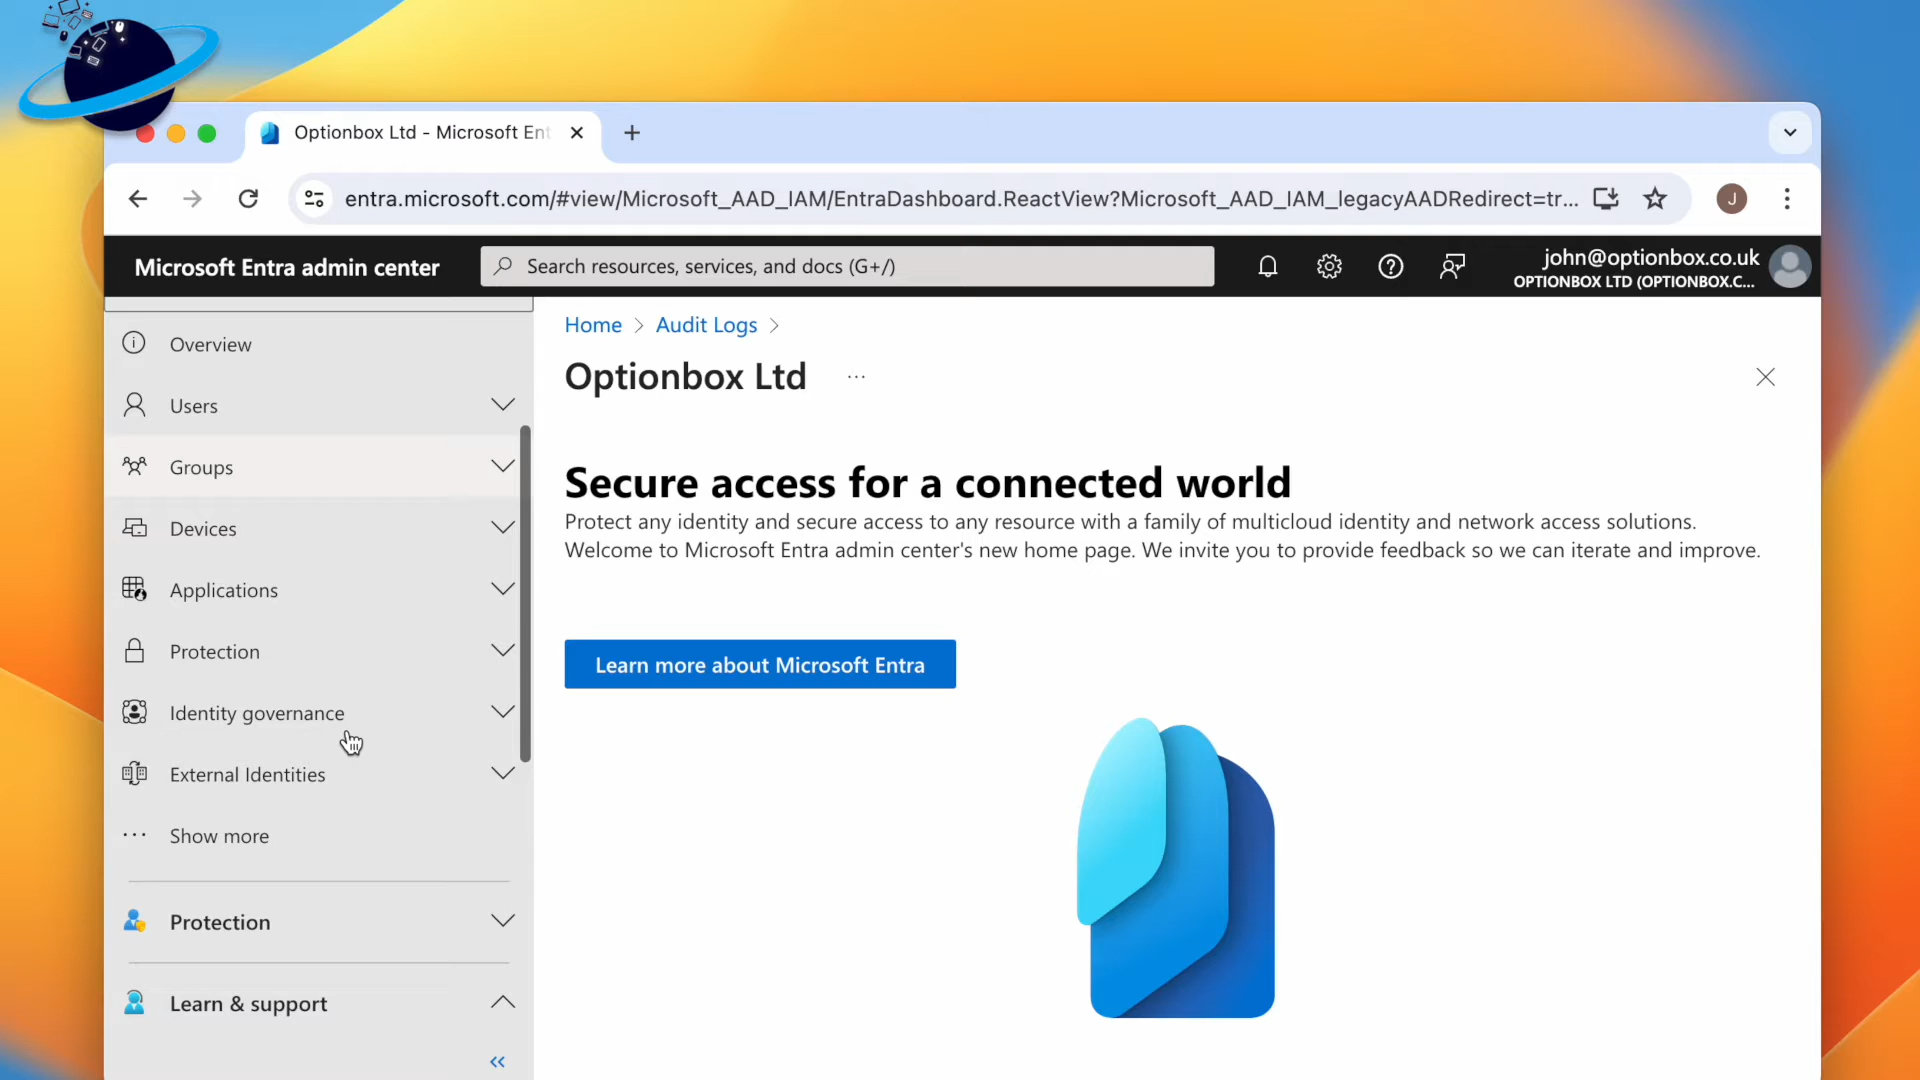 Optionbox Ltd - Microsoft Ent
entra.microsoft.com/#view/Microsoft_AAD_IAM/EntraDashboard.ReactView?Microsoft_AAD_IAM_legacyAADRedirect=tr...
J
Microsoft Entra admin center
Search resources, services, and docs (G+/)
john@optionbox.co.uk
OPTIONBOX LTD (OPTIONBOX.C...
Overview
Users
Groups
Devices
Applications
Protection
Identity governance
External Identities
Show more
Protection
Learn & support
Home > Audit Logs >
Optionbox Ltd ...
Secure access for a connected world
Protect any identity and secure access to any resource with a family of multicloud identity and network access solutions.
Welcome to Microsoft Entra admin center's new home page. We invite you to provide feedback so we can iterate and improve.
Learn more about Microsoft Entra